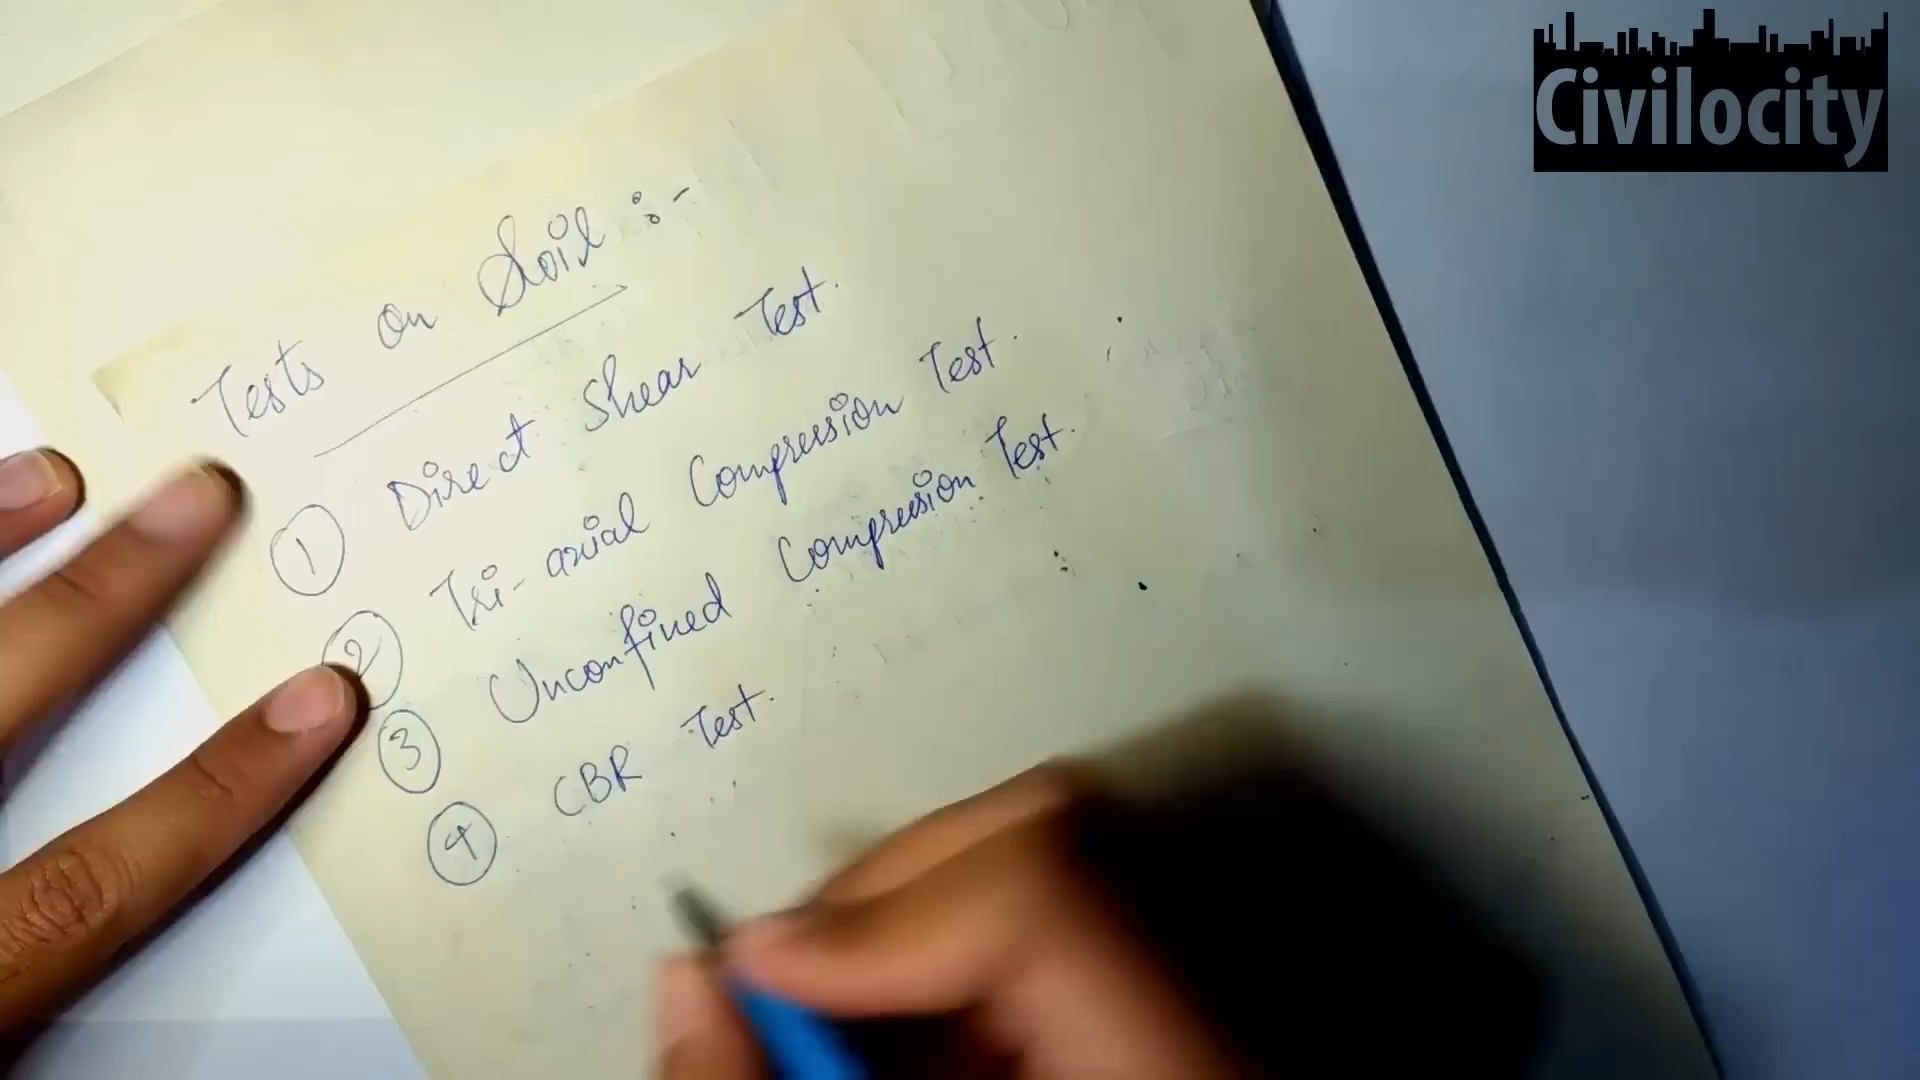 Civilocity
Tests on Soil :-
1 Direct Shear Test.
2 Tri-axial Compression Test.
3 Unconfined Compression Test.
4 CBR Test.